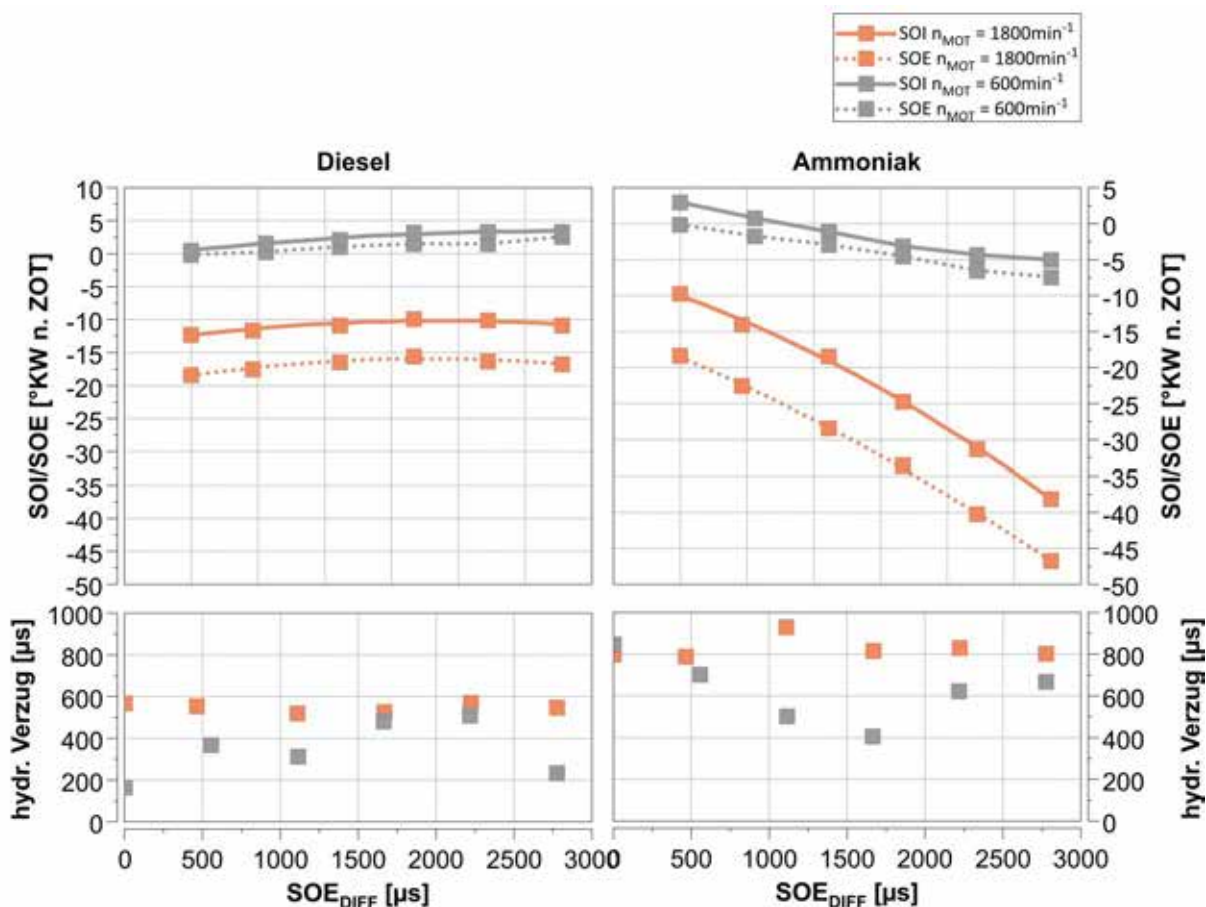 SOI nMOT = 1800min-1
SOE nMOT = 1800min-1
SOI nMOT = 600min-1
SOE nMOT = 600min-1
Diesel
Ammoniak
SOI/SOE [°KW n. ZOT]
10
5
0
-5
-10
-15
-20
-25
-30
-35
-40
-45
-50
5
0
-5
-10
-15
-20
-25
-30
-35
-40
-45
-50
SOI/SOE [°KW n. ZOT]
hydr. Verzug [µs]
1000
800
600
400
200
0
1000
800
600
400
200
0
hydr. Verzug [µs]
0 500 1000 1500 2000 2500 3000
0 500 1000 1500 2000 2500 3000
SOEDIFF [µs]
SOEDIFF [µs]